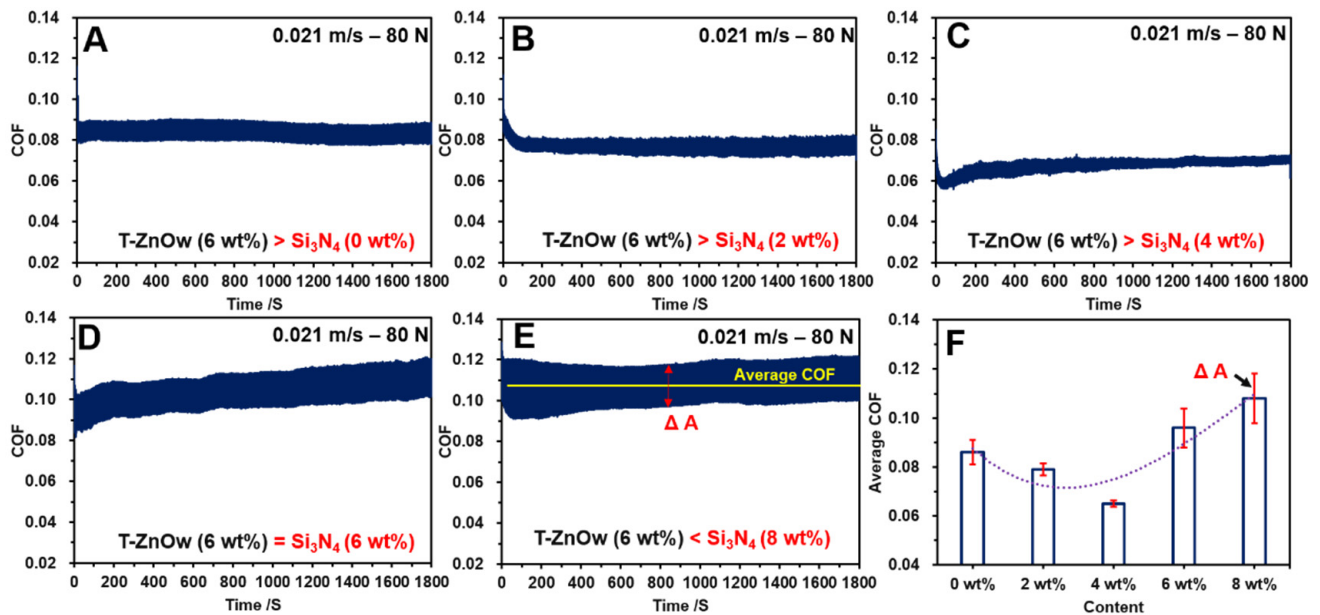 A
0.021 m/s – 80 N
0.14
0.12
0.10
0.08
0.06
0.04
0.02
COF
T-ZnOw (6 wt%) > Si₃N₄ (0 wt%)
0 200 400 600 800 1000 1200 1400 1600 1800
Time /S
B
0.021 m/s – 80 N
0.14
0.12
0.10
0.08
0.06
0.04
0.02
COF
T-ZnOw (6 wt%) > Si₃N₄ (2 wt%)
0 200 400 600 800 1000 1200 1400 1600 1800
Time /S
C
0.021 m/s – 80 N
0.14
0.12
0.10
0.08
0.06
0.04
0.02
COF
T-ZnOw (6 wt%) > Si₃N₄ (4 wt%)
0 200 400 600 800 1000 1200 1400 1600 1800
Time /S
D
0.021 m/s – 80 N
0.14
0.12
0.10
0.08
0.06
0.04
0.02
COF
T-ZnOw (6 wt%) = Si₃N₄ (6 wt%)
0 200 400 600 800 1000 1200 1400 1600 1800
Time /S
E
0.021 m/s – 80 N
0.14
0.12
0.10
0.08
0.06
0.04
0.02
COF
Average COF
Δ A
T-ZnOw (6 wt%) < Si₃N₄ (8 wt%)
0 200 400 600 800 1000 1200 1400 1600 1800
Time /S
F
0.14
0.12
0.10
0.08
0.06
0.04
Average COF
Δ A
0 wt% 2 wt% 4 wt% 6 wt% 8 wt%
Content